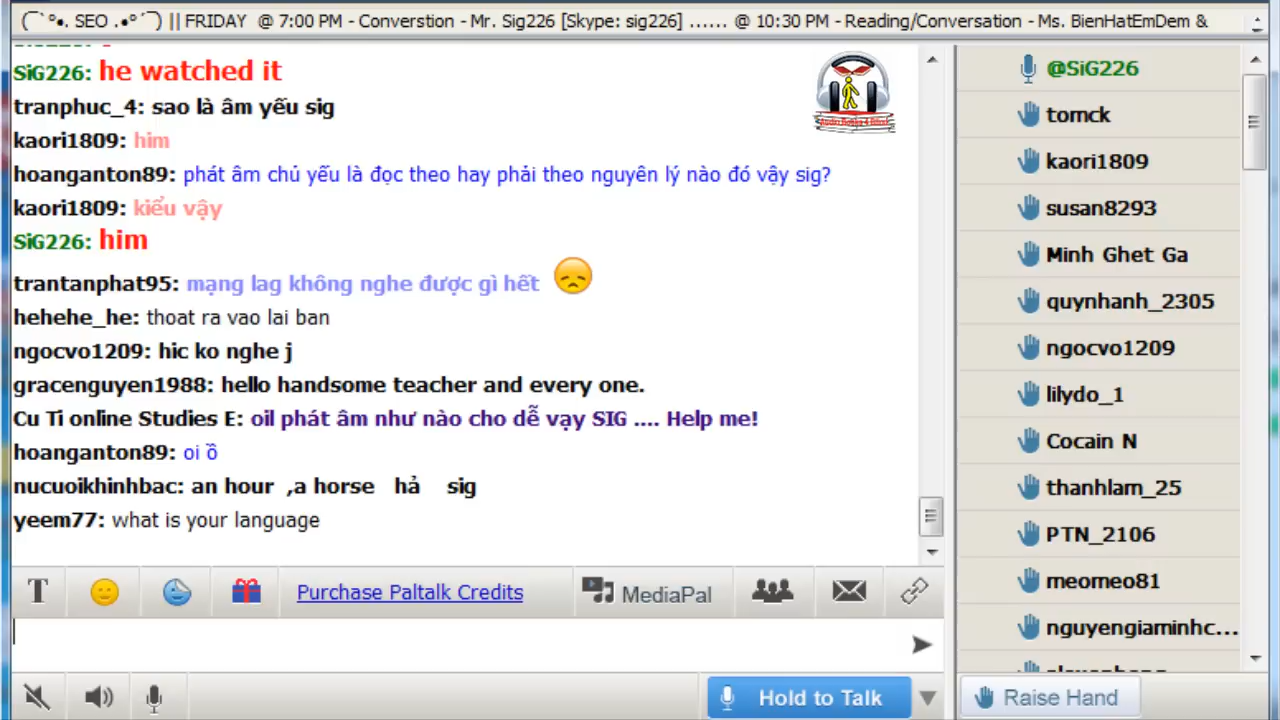 (¯`°•. SEO .•°´¯) || FRIDAY @ 7:00 PM - Converstion - Mr. Sig226 [Skype: sig226] ...... @ 10:30 PM - Reading/Conversation - Ms. BienHatEmDem &
SiG226: he watched it
tranphuc_4: sao là âm yếu sig
kaori1809: him
hoanganton89: phát âm chủ yếu là đọc theo hay phải theo nguyên lý nào đó vậy sig?
kaori1809: kiểu vậy
SiG226: him
trantanphat95: mạng lag không nghe được gì hết
hehehe_he: thoat ra vao lai ban
ngocvo1209: hic ko nghe j
gracenguyen1988: hello handsome teacher and every one.
Cu Ti online Studies E: oil phát âm như nào cho dễ vạy SIG .... Help me!
hoanganton89: oi ồ
nucuoikhinhbac: an hour ,a horse hả sig
yeem77: what is your language
T
Purchase Paltalk Credits
MediaPal
Hold to Talk
@SiG226
tomck
kaori1809
susan8293
Minh Ghet Ga
quynhanh_2305
ngocvo1209
lilydo_1
Cocain N
thanhlam_25
PTN_2106
meomeo81
nguyengiaminhc...
Raise Hand